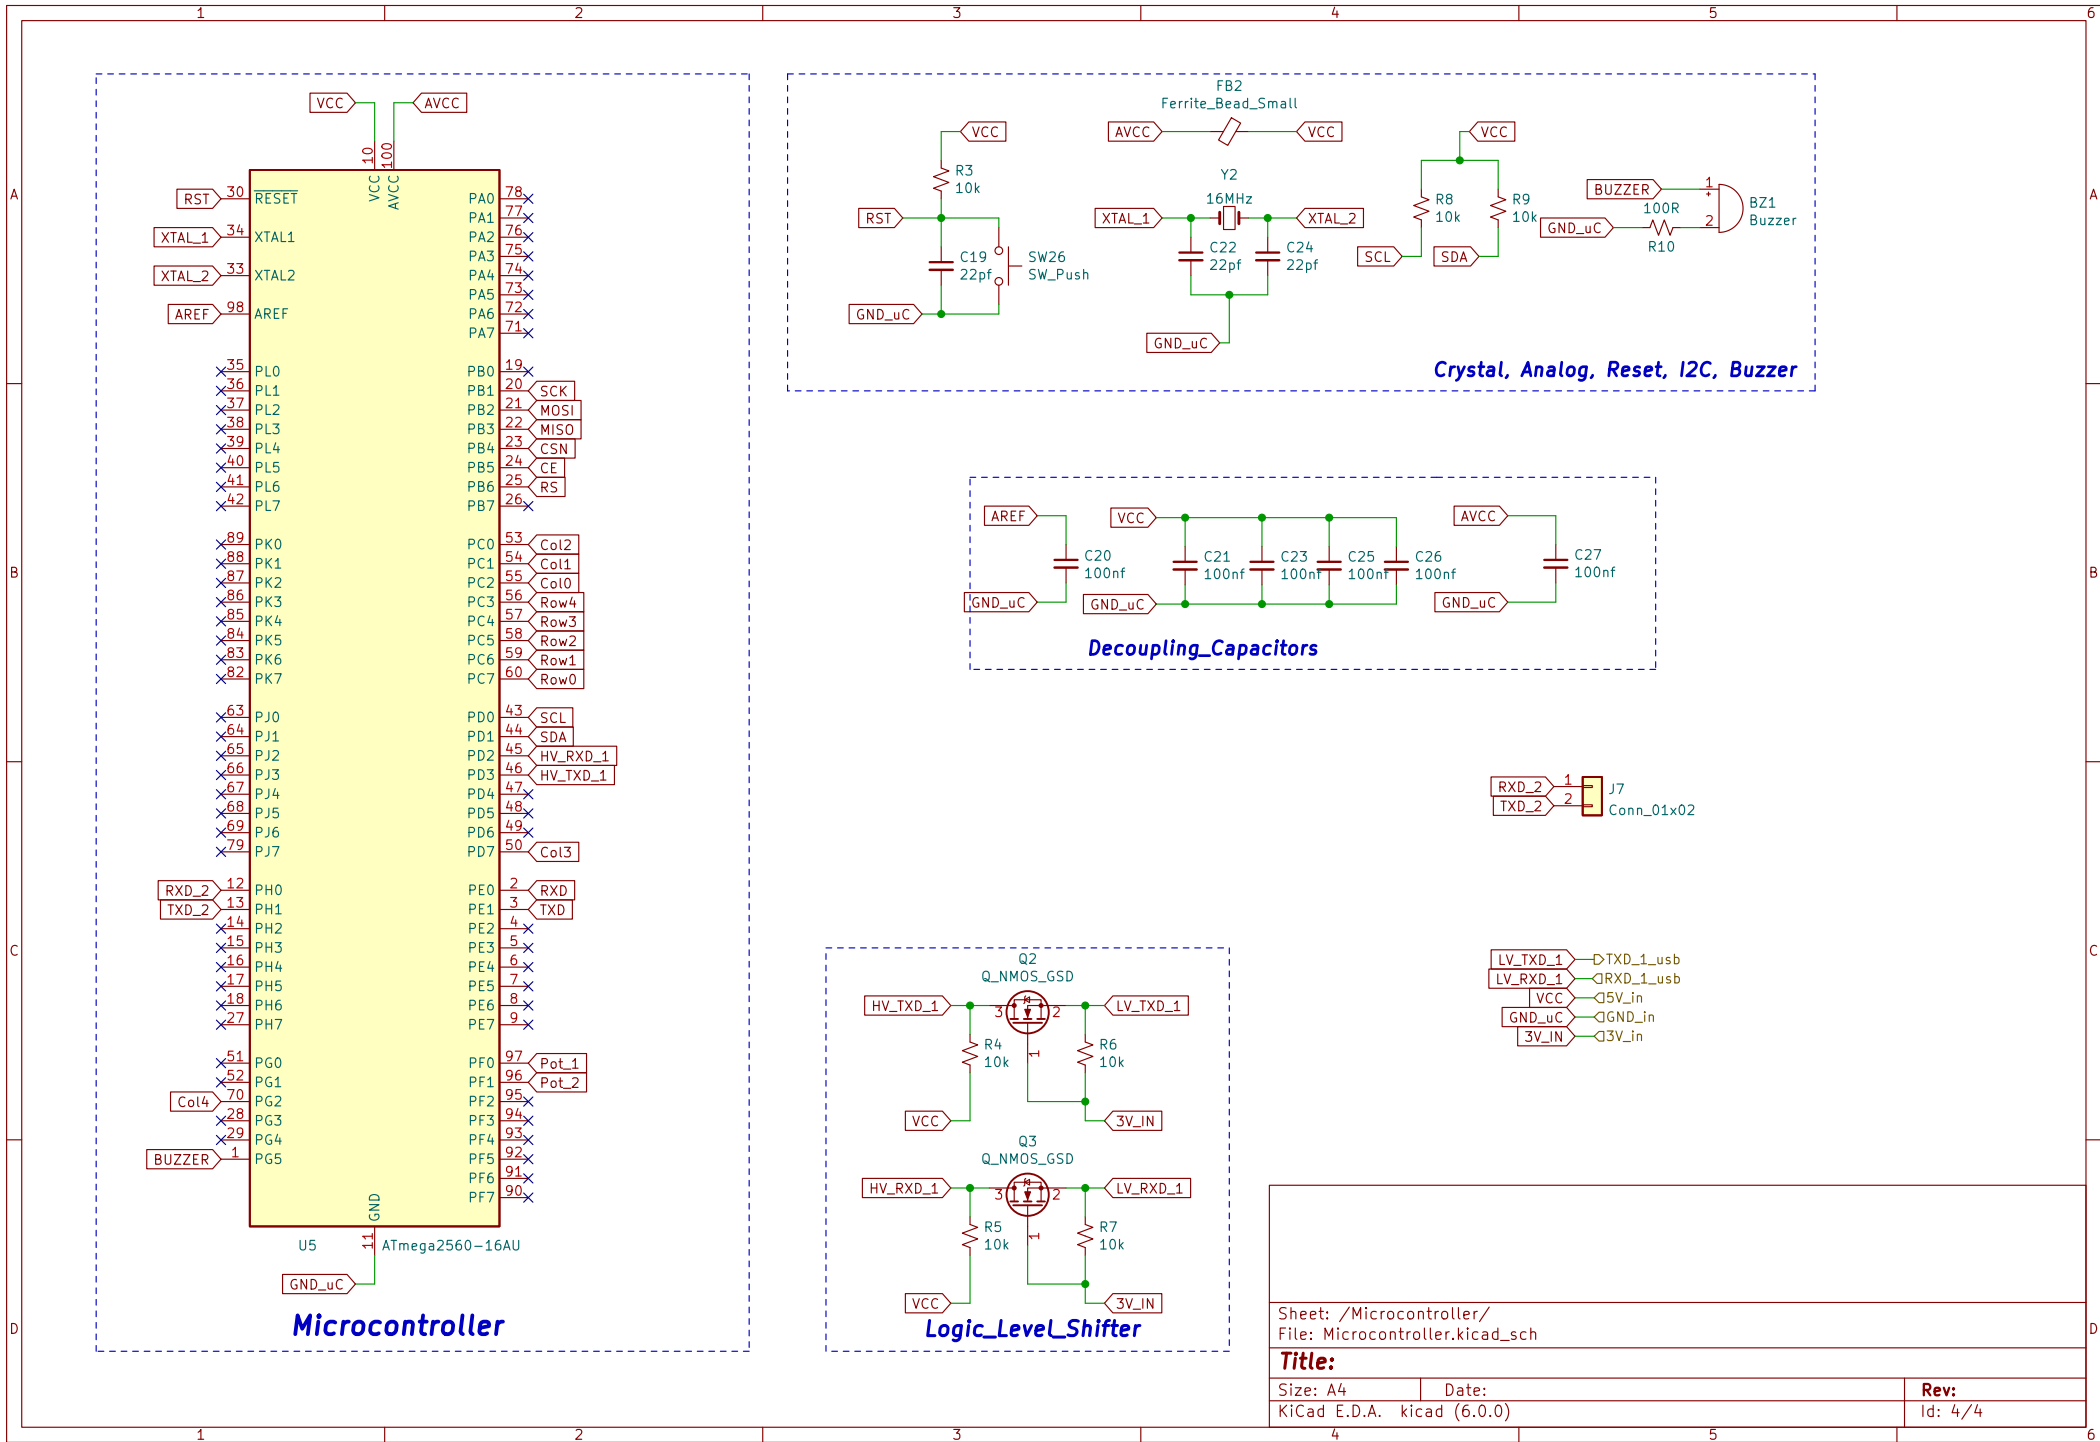 1 2 3 4 5 6
A
B
C
D
VCC
AVCC
10
100
VCC
AVCC
RST 30 RESET
XTAL_1 34 XTAL1
XTAL_2 33 XTAL2
AREF 98 AREF
35 PL0
36 PL1
37 PL2
38 PL3
39 PL4
40 PL5
41 PL6
42 PL7
89 PK0
88 PK1
87 PK2
86 PK3
85 PK4
84 PK5
83 PK6
82 PK7
63 PJ0
64 PJ1
65 PJ2
66 PJ3
67 PJ4
68 PJ5
69 PJ6
79 PJ7
RXD_2 12 PH0
TXD_2 13 PH1
14 PH2
15 PH3
16 PH4
17 PH5
18 PH6
27 PH7
51 PG0
52 PG1
Col4 70 PG2
28 PG3
29 PG4
BUZZER 1 PG5
PA0 78
PA1 77
PA2 76
PA3 75
PA4 74
PA5 73
PA6 72
PA7 71
PB0 19
PB1 20 SCK
PB2 21 MOSI
PB3 22 MISO
PB4 23 CSN
PB5 24 CE
PB6 25 RS
PB7 26
PC0 53 Col2
PC1 54 Col1
PC2 55 Col0
PC3 56 Row4
PC4 57 Row3
PC5 58 Row2
PC6 59 Row1
PC7 60 Row0
PD0 43 SCL
PD1 44 SDA
PD2 45 HV_RXD_1
PD3 46 HV_TXD_1
PD4 47
PD5 48
PD6 49
PD7 50 Col3
PE0 2 RXD
PE1 3 TXD
PE2 4
PE3 5
PE4 6
PE5 7
PE6 8
PE7 9
PF0 97 Pot_1
PF1 96 Pot_2
PF2 95
PF3 94
PF4 93
PF5 92
PF6 91
PF7 90
GND
11
U5
ATmega2560-16AU
GND_uC
Microcontroller
VCC
R3
10k
RST
C19
22pf
SW26
SW_Push
GND_uC
FB2
Ferrite_Bead_Small
AVCC
VCC
Y2
16MHz
XTAL_1
XTAL_2
C22
22pf
C24
22pf
GND_uC
VCC
R8
10k
R9
10k
SCL
SDA
BUZZER
1
+
100R
GND_uC
2
R10
BZ1
Buzzer
Crystal, Analog, Reset, I2C, Buzzer
AREF
C20
100nf
GND_uC
VCC
C21
100nf
C23
100nf
C25
100nf
C26
100nf
GND_uC
AVCC
C27
100nf
GND_uC
Decoupling_Capacitors
RXD_2 1
TXD_2 2
J7
Conn_01x02
Q2
Q_NMOS_GSD
HV_TXD_1
3
2
LV_TXD_1
R4
10k
1
R6
10k
VCC
3V_IN
Q3
Q_NMOS_GSD
HV_RXD_1
3
2
LV_RXD_1
R5
10k
1
R7
10k
VCC
3V_IN
Logic_Level_Shifter
LV_TXD_1 TXD_1_usb
LV_RXD_1 RXD_1_usb
VCC 5V_in
GND_uC GND_in
3V_IN 3V_in
Sheet: /Microcontroller/
File: Microcontroller.kicad_sch
Title:
Size: A4 Date: Rev:
KiCad E.D.A. kicad (6.0.0) Id: 4/4
A
B
C
D
1 2 3 4 5 6